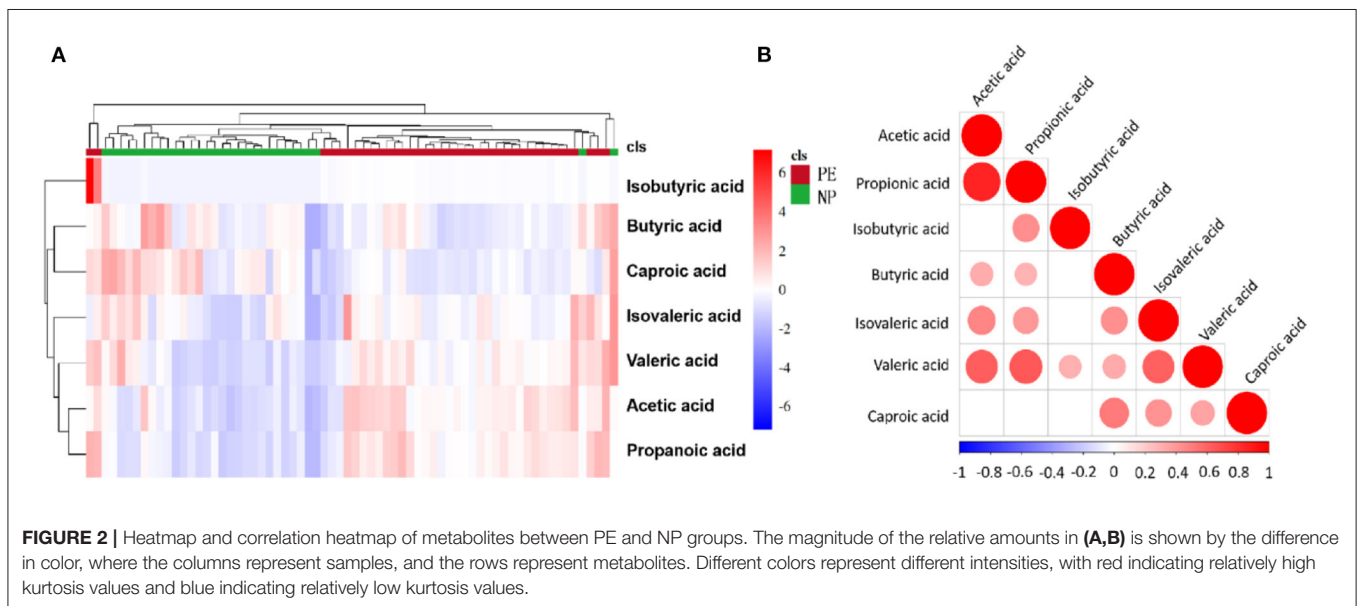 A
cls
Isobutyric acid
Butyric acid
Caproic acid
Isovaleric acid
Valeric acid
Acetic acid
Propanoic acid
6
4
2
0
-2
-4
-6
cls
PE
NP
B
Acetic acid
Propionic acid
Isobutyric acid
Butyric acid
Isovaleric acid
Valeric acid
Caproic acid
Acetic acid
Propionic acid
Isobutyric acid
Butyric acid
Isovaleric acid
Valeric acid
Caproic acid
-1 -0.8 -0.6 -0.4 -0.2 0 0.2 0.4 0.6 0.8 1
FIGURE 2 | Heatmap and correlation heatmap of metabolites between PE and NP groups. The magnitude of the relative amounts in (A,B) is shown by the difference
in color, where the columns represent samples, and the rows represent metabolites. Different colors represent different intensities, with red indicating relatively high
kurtosis values and blue indicating relatively low kurtosis values.